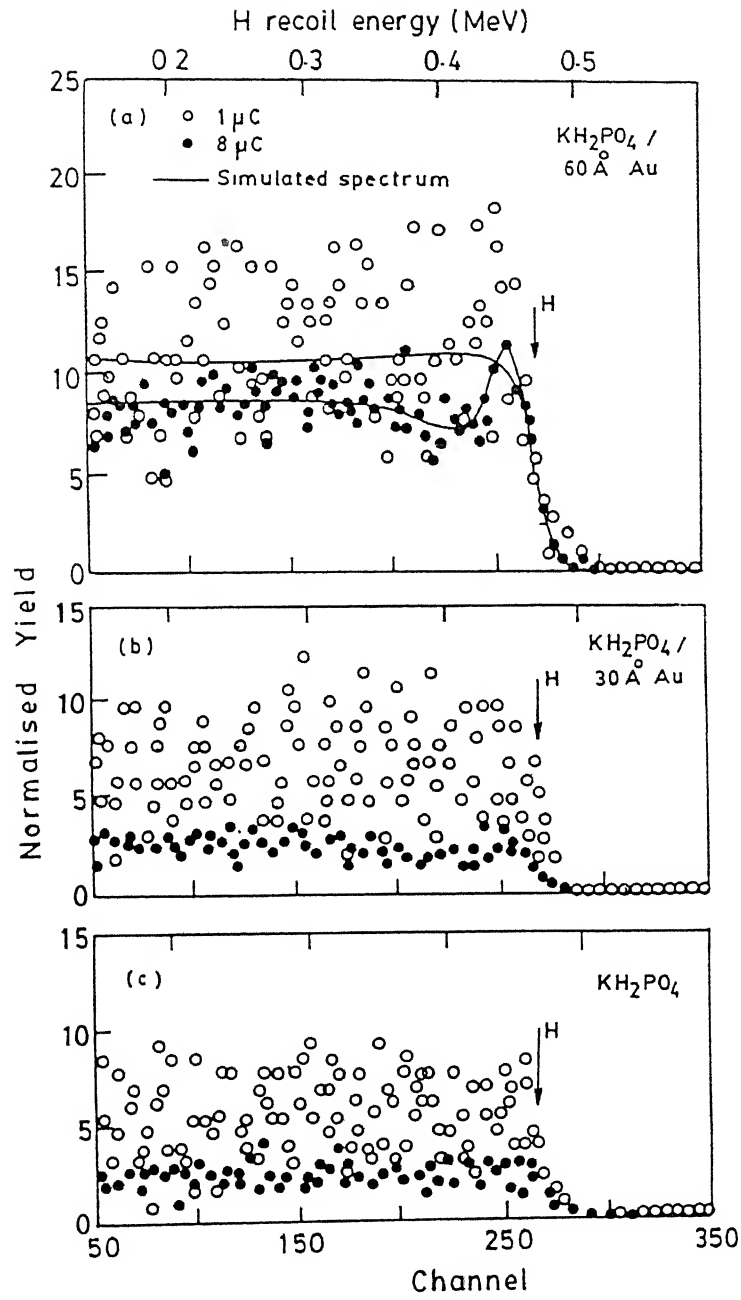 H recoil energy (MeV)
0·2 0·3 0·4 0·5
25
20
15
10
5
0
(a)
○ 1 μC
● 8 μC
— Simulated spectrum
KH₂PO₄ /
60 Å Au
H
Normalised Yield
15
10
5
0
(b)
KH₂PO₄ /
30 Å Au
H
15
10
5
0
(c)
KH₂PO₄
H
50 150 250 350
Channel